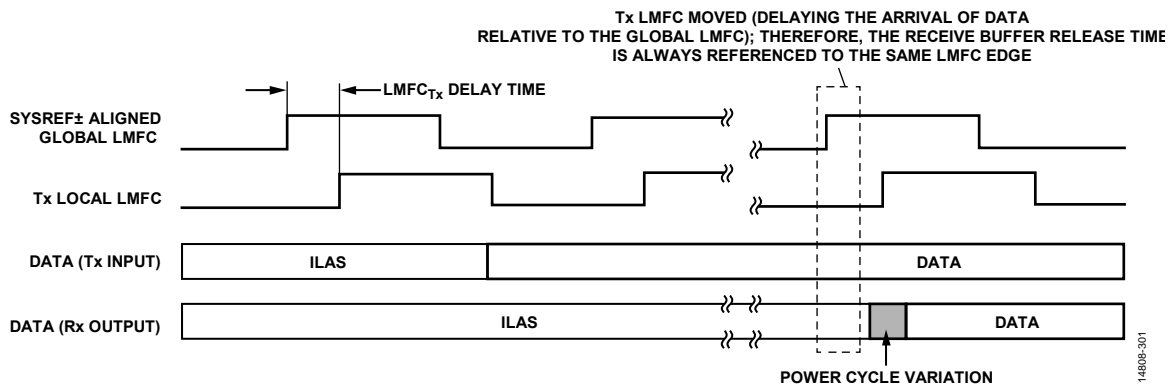 Tx LMFC MOVED (DELAYING THE ARRIVAL OF DATA
RELATIVE TO THE GLOBAL LMFC); THEREFORE, THE RECEIVE BUFFER RELEASE TIME
IS ALWAYS REFERENCED TO THE SAME LMFC EDGE
LMFCTx DELAY TIME
SYSREF± ALIGNED
GLOBAL LMFC
Tx LOCAL LMFC
DATA (Tx INPUT)
ILAS
DATA
DATA (Rx OUTPUT)
ILAS
DATA
POWER CYCLE VARIATION
14808-301